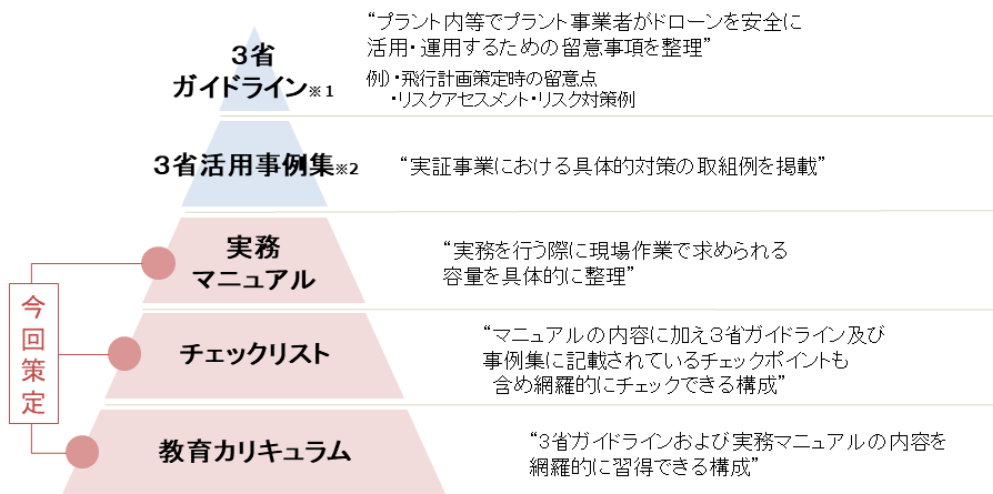 ３省
ガイドライン※１
“プラント内等でプラント事業者がドローンを安全に
活用・運用するための留意事項を整理”
例）・飛行計画策定時の留意点
・リスクアセスメント・リスク対策例
３省活用事例集※２
“実証事業における具体的対策の取組例を掲載”
実務
マニュアル
“実務を行う際に現場作業で求められる
容量を具体的に整理”
今回策定
チェックリスト
“マニュアルの内容に加え３省ガイドライン及び
事例集に記載されているチェックポイントも
含め網羅的にチェックできる構成”
教育カリキュラム
“３省ガイドラインおよび実務マニュアルの内容を
網羅的に習得できる構成”